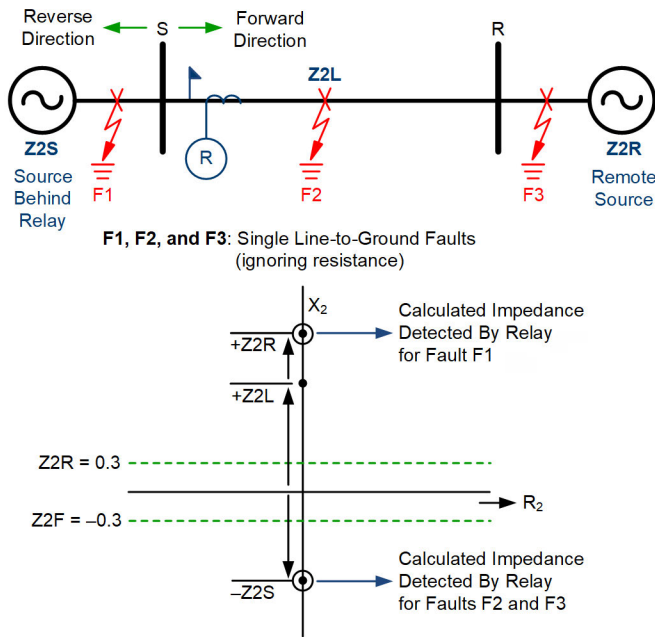 Reverse
Direction
S
Forward
Direction
R
Z2L
R
Z2S
Source
Behind
Relay
F1
F2
F3
Z2R
Remote
Source
F1, F2, and F3: Single Line-to-Ground Faults
(ignoring resistance)
X2
+Z2R
Calculated Impedance
Detected By Relay
for Fault F1
+Z2L
Z2R = 0.3
R2
Z2F = –0.3
–Z2S
Calculated Impedance
Detected By Relay
for Faults F2 and F3